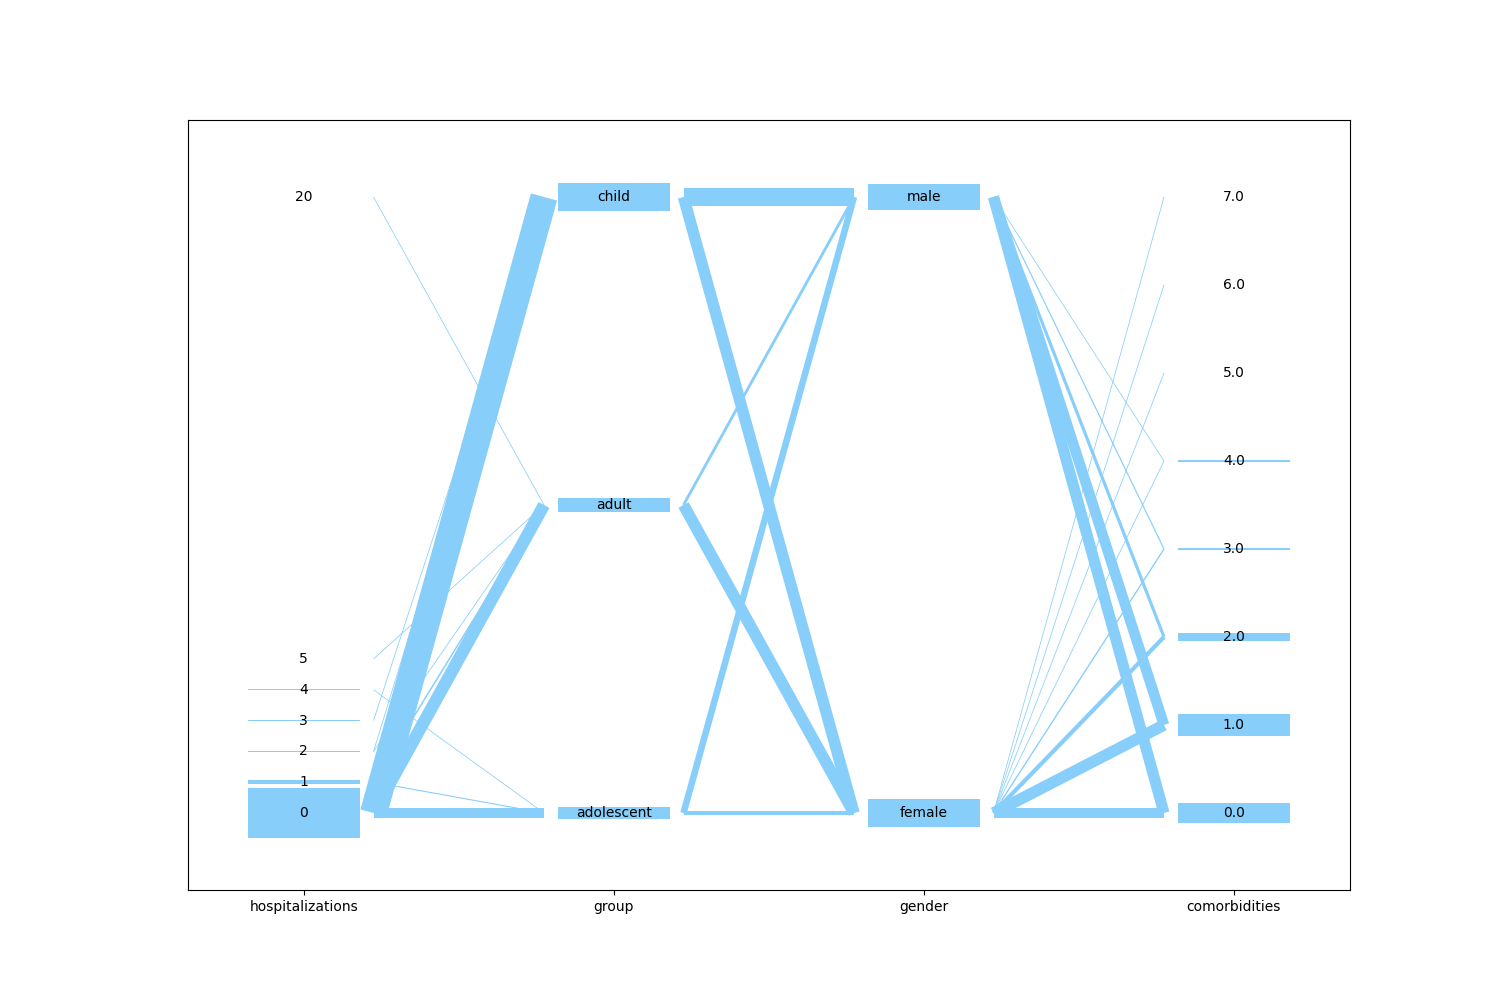 20
5
4
3
2
1
0
child
adult
adolescent
male
female
7.0
6.0
5.0
4.0
3.0
2.0
1.0
0.0
hospitalizations
group
gender
comorbidities